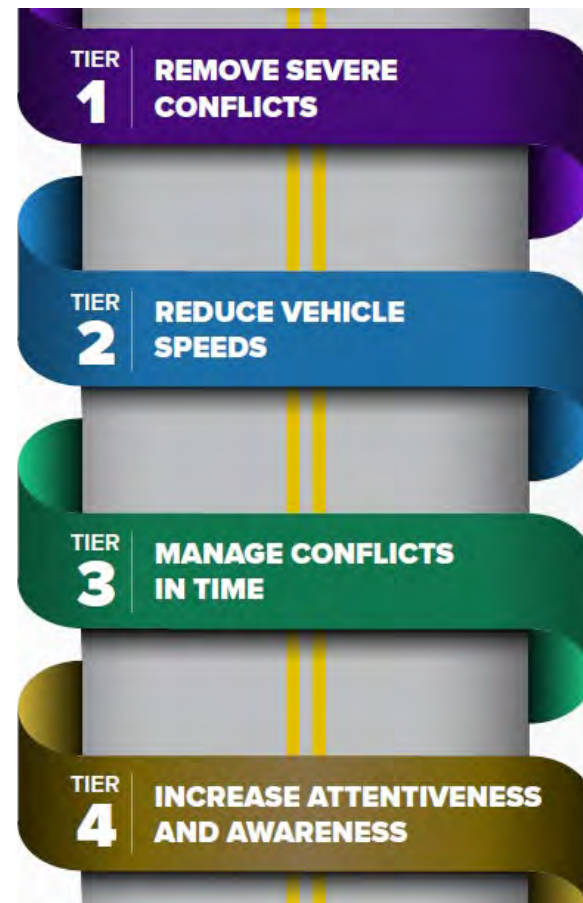 TIER
1
REMOVE SEVERE
CONFLICTS
TIER
2
REDUCE VEHICLE
SPEEDS
TIER
3
MANAGE CONFLICTS
IN TIME
TIER
4
INCREASE ATTENTIVENESS
AND AWARENESS